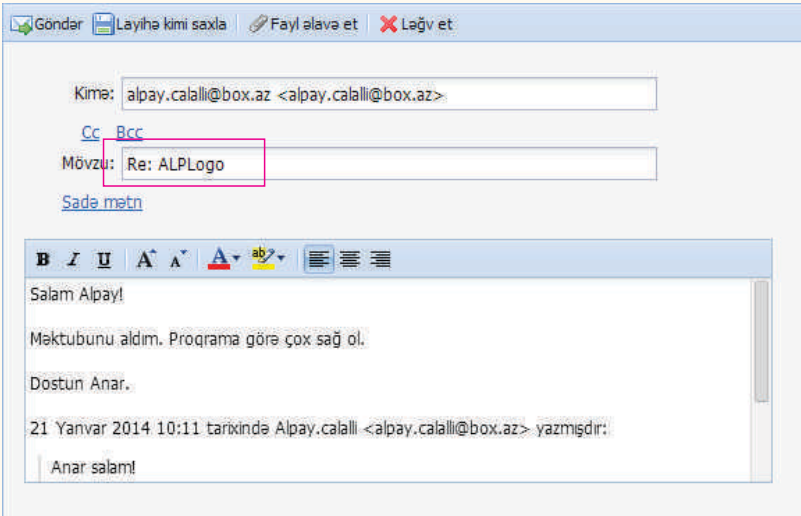 Göndər Layihə kimi saxla Fayl əlavə et Ləğv et
Kimə: alpay.calalli@box.az <alpay.calalli@box.az>
Cc Bcc
Mövzu: Re: ALPLogo
Sadə mətn
B I U A A A ab
Salam Alpay!
Məktubunu aldım. Proqrama görə çox sağ ol.
Dostun Anar.
21 Yanvar 2014 10:11 tarixində Alpay.calalli <alpay.calalli@box.az> yazmışdır:
Anar salam!